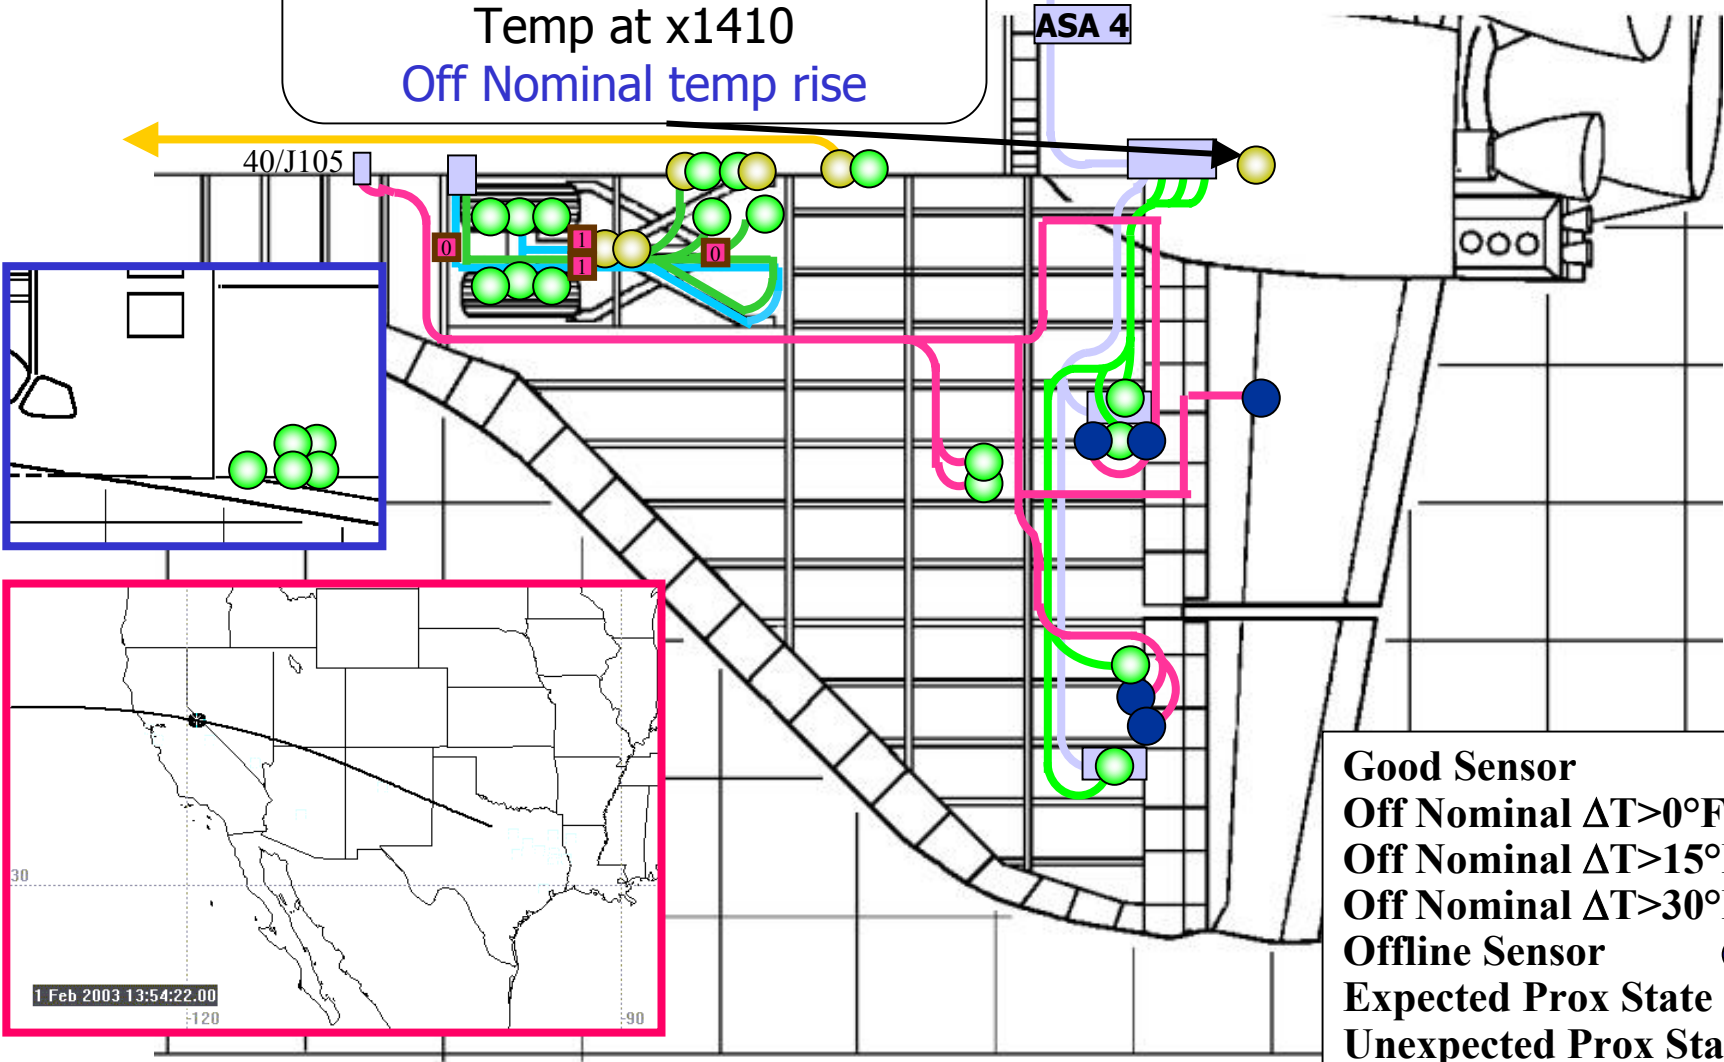 Temp at x1410
Off Nominal temp rise
ASA 4
40/J105
0
1
1
0
30
1 Feb 2003 13:54:22.00
-120
-90
Good Sensor
Off Nominal ΔT>0°F
Off Nominal ΔT>15°
Off Nominal ΔT>30°
Offline Sensor
Expected Prox State
Unexpected Prox Sta